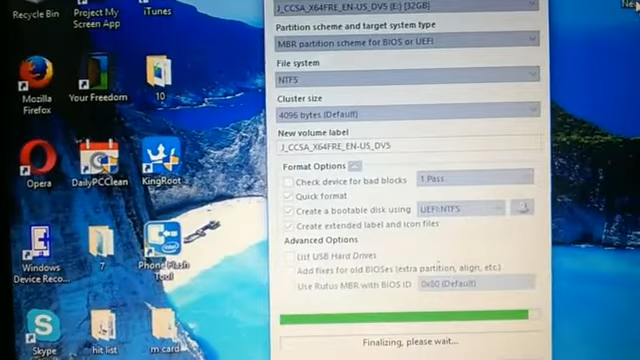 J_CCSA_X64FRE_EN-US_DV5 (E:) [32GB]
Partition scheme and target system type
MBR partition scheme for BIOS or UEFI
File system
NTFS
Cluster size
4096 bytes (Default)
New volume label
J_CCSA_X64FRE_EN-US_DV5
Format Options
Check device for bad blocks
1 Pass
Quick format
Create a bootable disk using
UEFI:NTFS
Create extended label and icon files
Advanced Options
List USB Hard Drives
Add fixes for old BIOSes (extra partition, align, etc.)
Use Rufus MBR with BIOS ID
0x80 (Default)
Finalizing, please wait...
Recycle Bin
Project My
Screen App
iTunes
Mozilla
Firefox
Your Freedom
10
Opera
DailyPCClean
KingRoot
Windows
Device Reco...
7
Phone Flash
Tool
Skype
hit list
m card